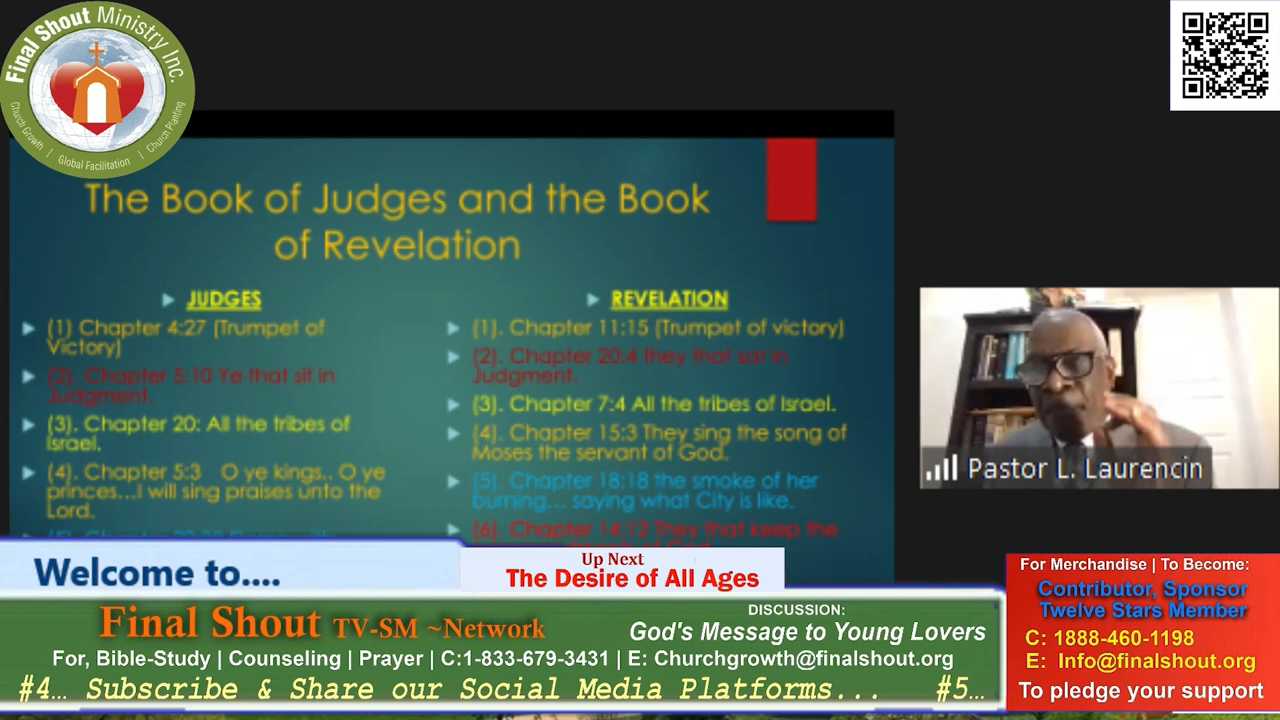 Final Shout Ministry Inc.
Church Growth | Global Facilitation | Church Planting
The Book of Judges and the Book
of Revelation
JUDGES
(1) Chapter 4:27 (Trumpet of
Victory)
(2). Chapter 5:10 Ye that sit in
Judgment.
(3). Chapter 20: All the tribes of
Israel.
(4). Chapter 5:3 O ye kings.. O ye
princes...I will sing praises unto the
Lord.
REVELATION
(1). Chapter 11:15 (Trumpet of victory)
(2). Chapter 20:4 they that sat in
Judgment.
(3). Chapter 7:4 All the tribes of Israel.
(4). Chapter 15:3 They sing the song of
Moses the servant of God.
(5). Chapter 18:18 the smoke of her
burning... saying what City is like.
(6). Chapter 14:12 They that keep the
Pastor L. Laurencin
Welcome to....
Up Next
The Desire of All Ages
Final Shout TV-SM ~Network
DISCUSSION:
God's Message to Young Lovers
For, Bible-Study | Counseling | Prayer | C:1-833-679-3431 | E: Churchgrowth@finalshout.org
#4… Subscribe & Share our Social Media Platforms... #5…
For Merchandise | To Become:
Contributor, Sponsor
Twelve Stars Member
C: 1888-460-1198
E: Info@finalshout.org
To pledge your support